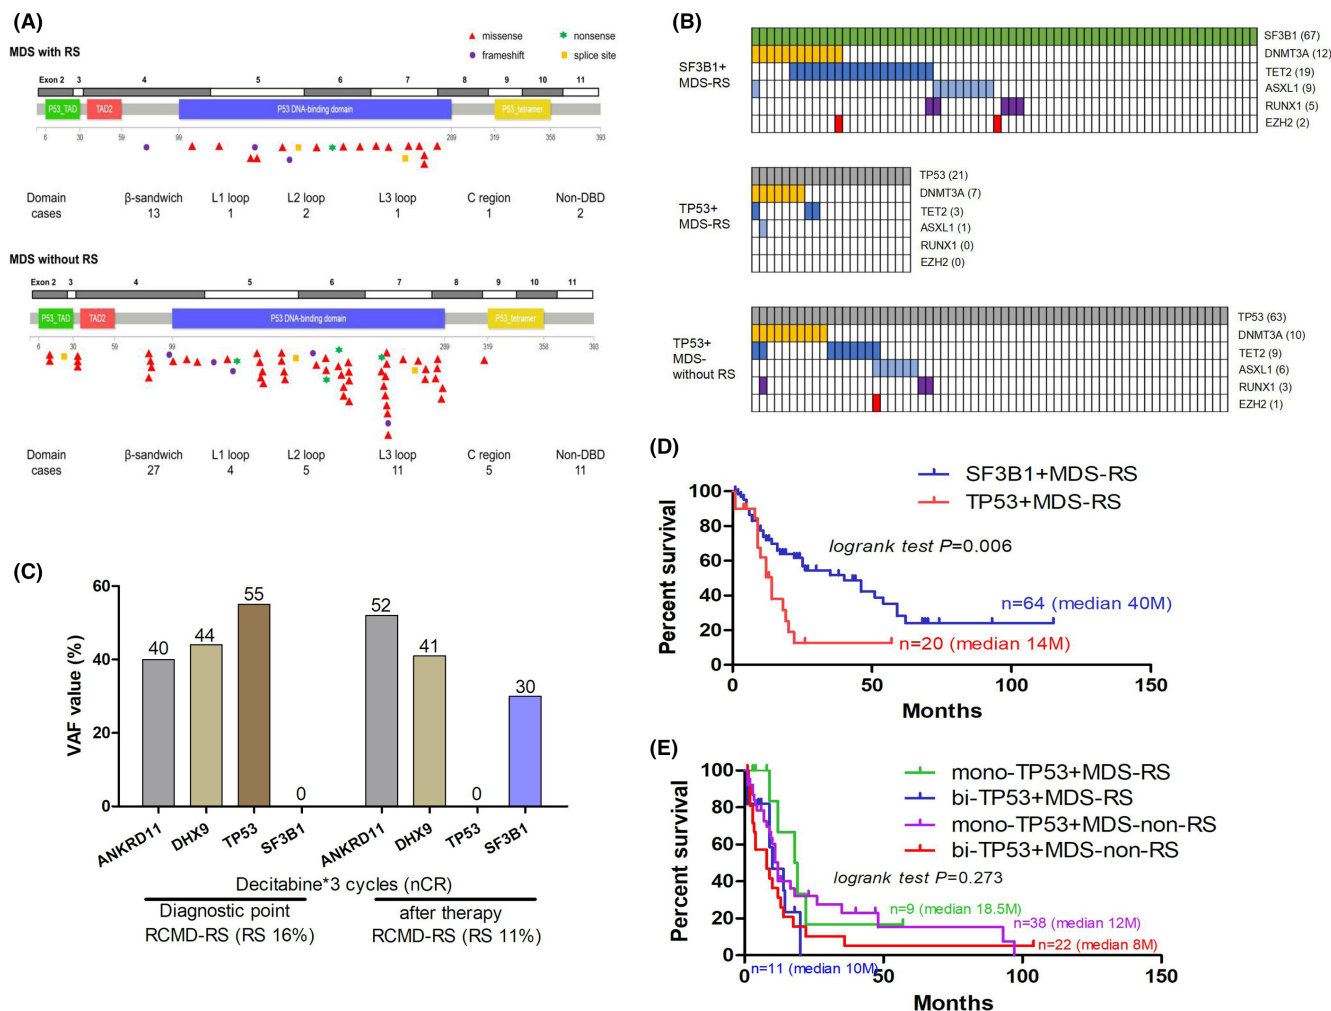 (A)
MDS with RS
missense
nonsense
frameshift
splice site
Exon 2 3 4 5 6 7 8 9 10 11
P53_TAD TAD2 P53 DNA-binding domain P53_tetramer
6 30 59 99 289 319 358 393
Domain β-sandwich L1 loop L2 loop L3 loop C region Non-DBD
cases 13 1 2 1 1 2
MDS without RS
Exon 2 3 4 5 6 7 8 9 10 11
P53_TAD TAD2 P53 DNA-binding domain P53_tetramer
6 30 59 99 289 319 358 393
Domain β-sandwich L1 loop L2 loop L3 loop C region Non-DBD
cases 27 4 5 11 5 11
(B)
SF3B1+
MDS-RS
SF3B1 (67)
DNMT3A (12)
TET2 (19)
ASXL1 (9)
RUNX1 (5)
EZH2 (2)
TP53+
MDS-RS
TP53 (21)
DNMT3A (7)
TET2 (3)
ASXL1 (1)
RUNX1 (0)
EZH2 (0)
TP53+
MDS-
without RS
TP53 (63)
DNMT3A (10)
TET2 (9)
ASXL1 (6)
RUNX1 (3)
EZH2 (1)
(C)
VAF value (%)
60
40
20
0
40 44 55 0 52 41 0 30
ANKRD11 DHX9 TP53 SF3B1 ANKRD11 DHX9 TP53 SF3B1
Decitabine*3 cycles (nCR)
Diagnostic point
RCMD-RS (RS 16%)
after therapy
RCMD-RS (RS 11%)
(D)
SF3B1+MDS-RS
TP53+MDS-RS
logrank test P=0.006
n=64 (median 40M)
n=20 (median 14M)
Percent survival
100
80
60
40
20
0
0 50 100 150
Months
(E)
mono-TP53+MDS-RS
bi-TP53+MDS-RS
mono-TP53+MDS-non-RS
bi-TP53+MDS-non-RS
logrank test P=0.273
n=9 (median 18.5M)
n=38 (median 12M)
n=22 (median 8M)
n=11 (median 10M)
Percent survival
100
80
60
40
20
0
0 50 100 150
Months